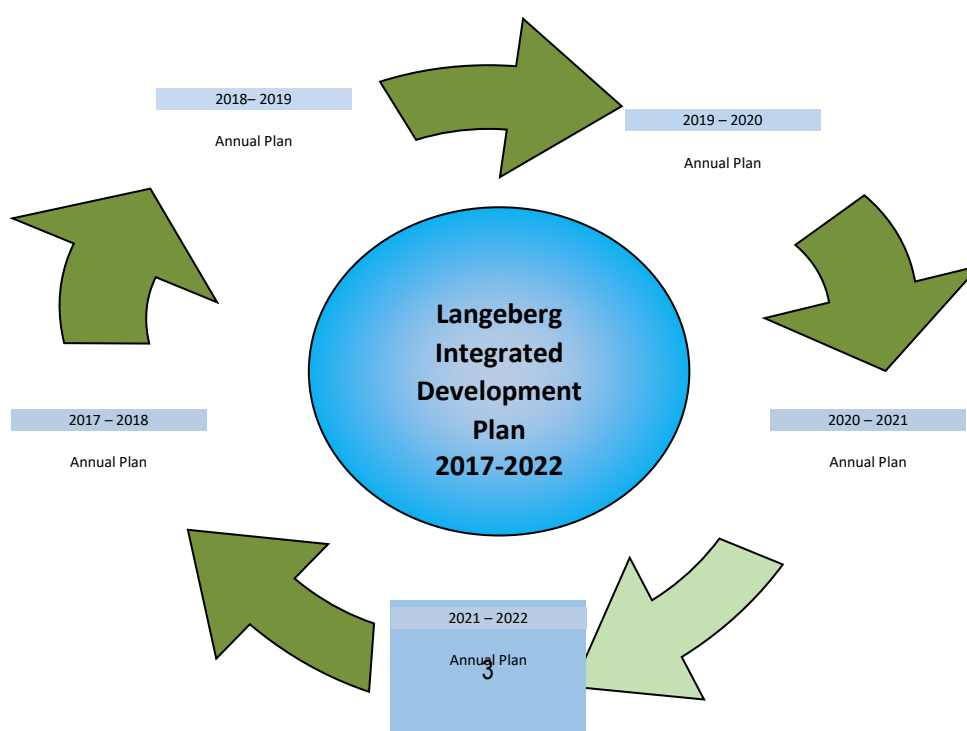 2018– 2019
Annual Plan
2019 – 2020
Annual Plan
Langeberg
Integrated
Development
Plan
2017-2022
2017 – 2018
Annual Plan
2020 – 2021
Annual Plan
2021 – 2022
Annual Plan
3